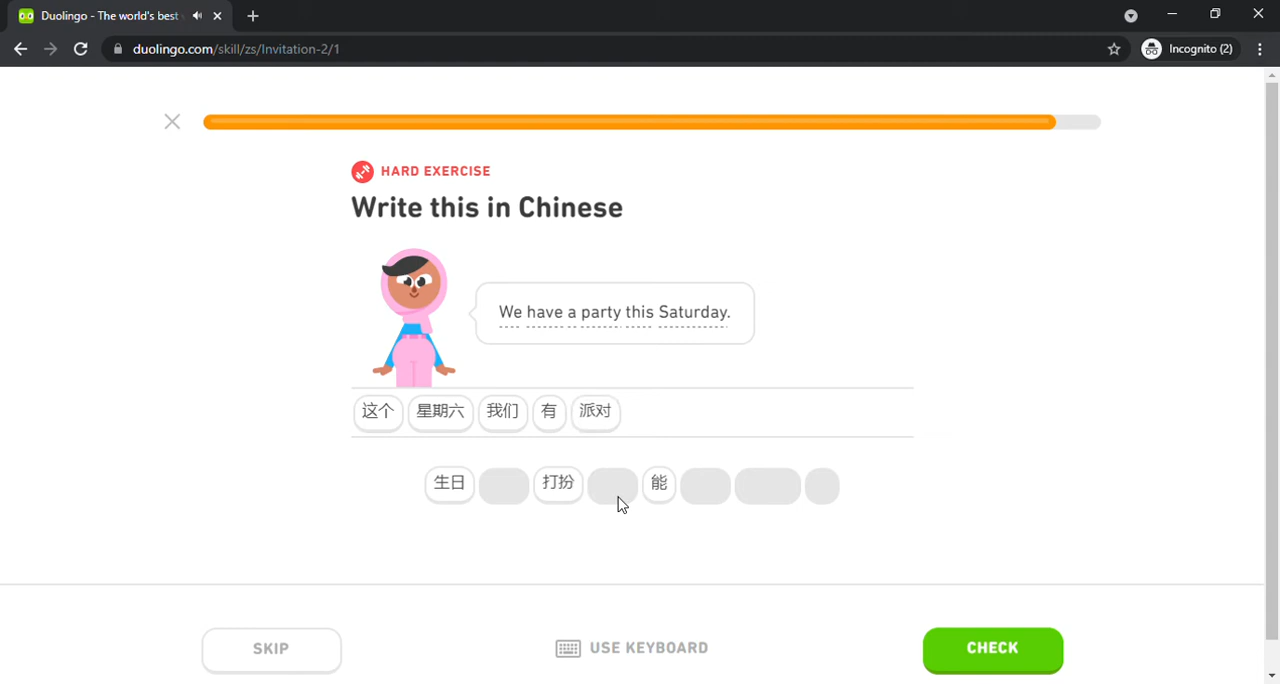 Duolingo - The world's best
duolingo.com/skill/zs/Invitation-2/1
Incognito (2)
HARD EXERCISE
Write this in Chinese
We have a party this Saturday.
这个 星期六 我们 有 派对
生日 打扮 能
SKIP
USE KEYBOARD
CHECK